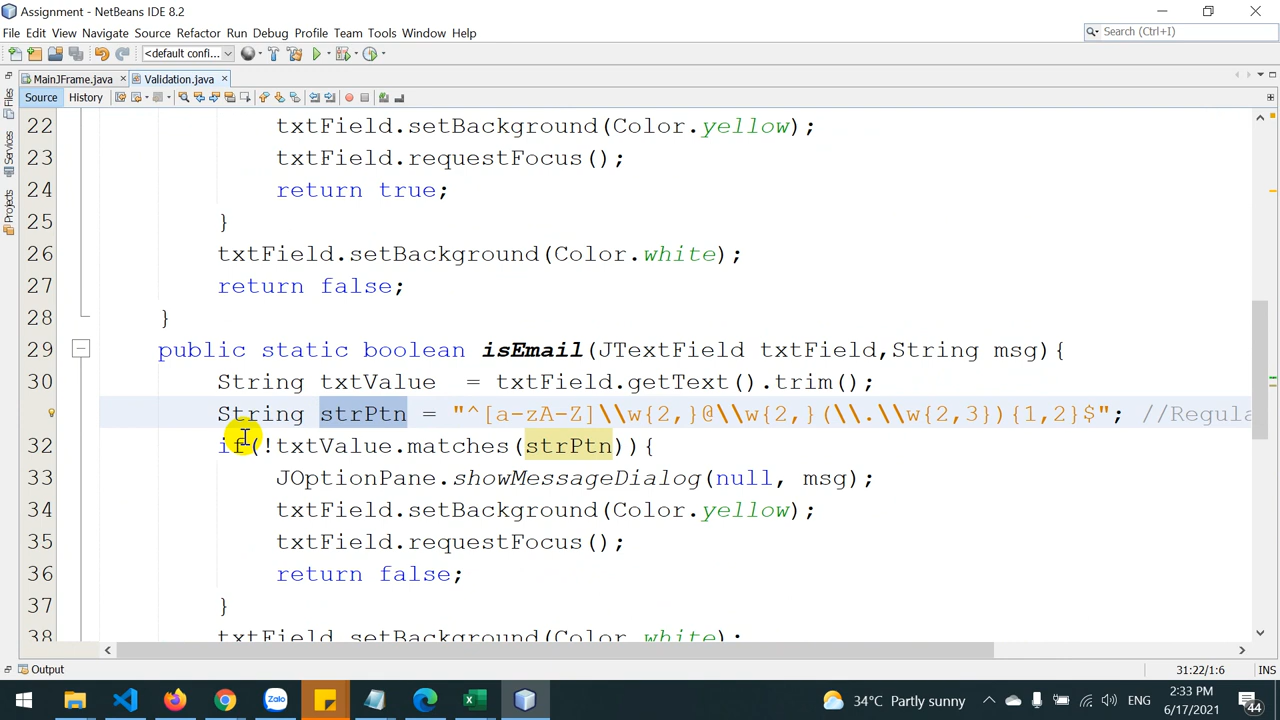 Assignment - NetBeans IDE 8.2
File Edit View Navigate Source Refactor Run Debug Profile Team Tools Window Help
Search (Ctrl+I)
<default confi...
MainJFrame.java
Validation.java
Files
Services
Projects
Source History
22 txtField.setBackground(Color.yellow);
23 txtField.requestFocus();
24 return true;
25 }
26 txtField.setBackground(Color.white);
27 return false;
28 }
29 public static boolean isEmail(JTextField txtField,String msg){
30 String txtValue = txtField.getText().trim();
String strPtn = "^[a-zA-Z]\\w{2,}@\\w{2,}(\\.\\w{2,3}){1,2}$"; //Regula
32 if(!txtValue.matches(strPtn)){
33 JOptionPane.showMessageDialog(null, msg);
34 txtField.setBackground(Color.yellow);
35 txtField.requestFocus();
36 return false;
37 }
38 txtField.setBackground(Color.white);
Output
31:22/1:6 INS
Zalo
34°C Partly sunny
ENG
2:33 PM
6/17/2021
44